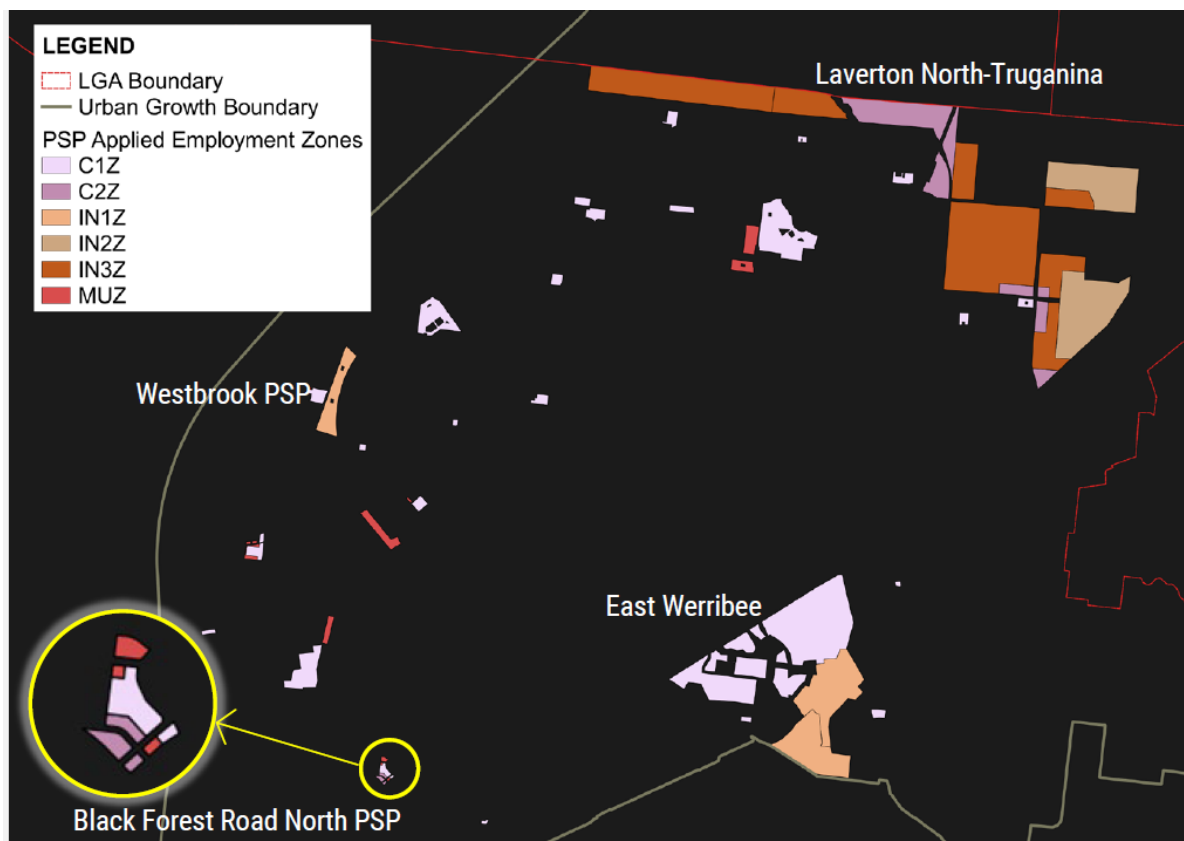 LEGEND
LGA Boundary
Urban Growth Boundary
PSP Applied Employment Zones
C1Z
C2Z
IN1Z
IN2Z
IN3Z
MUZ
Laverton North-Truganina
Westbrook PSP
East Werribee
Black Forest Road North PSP